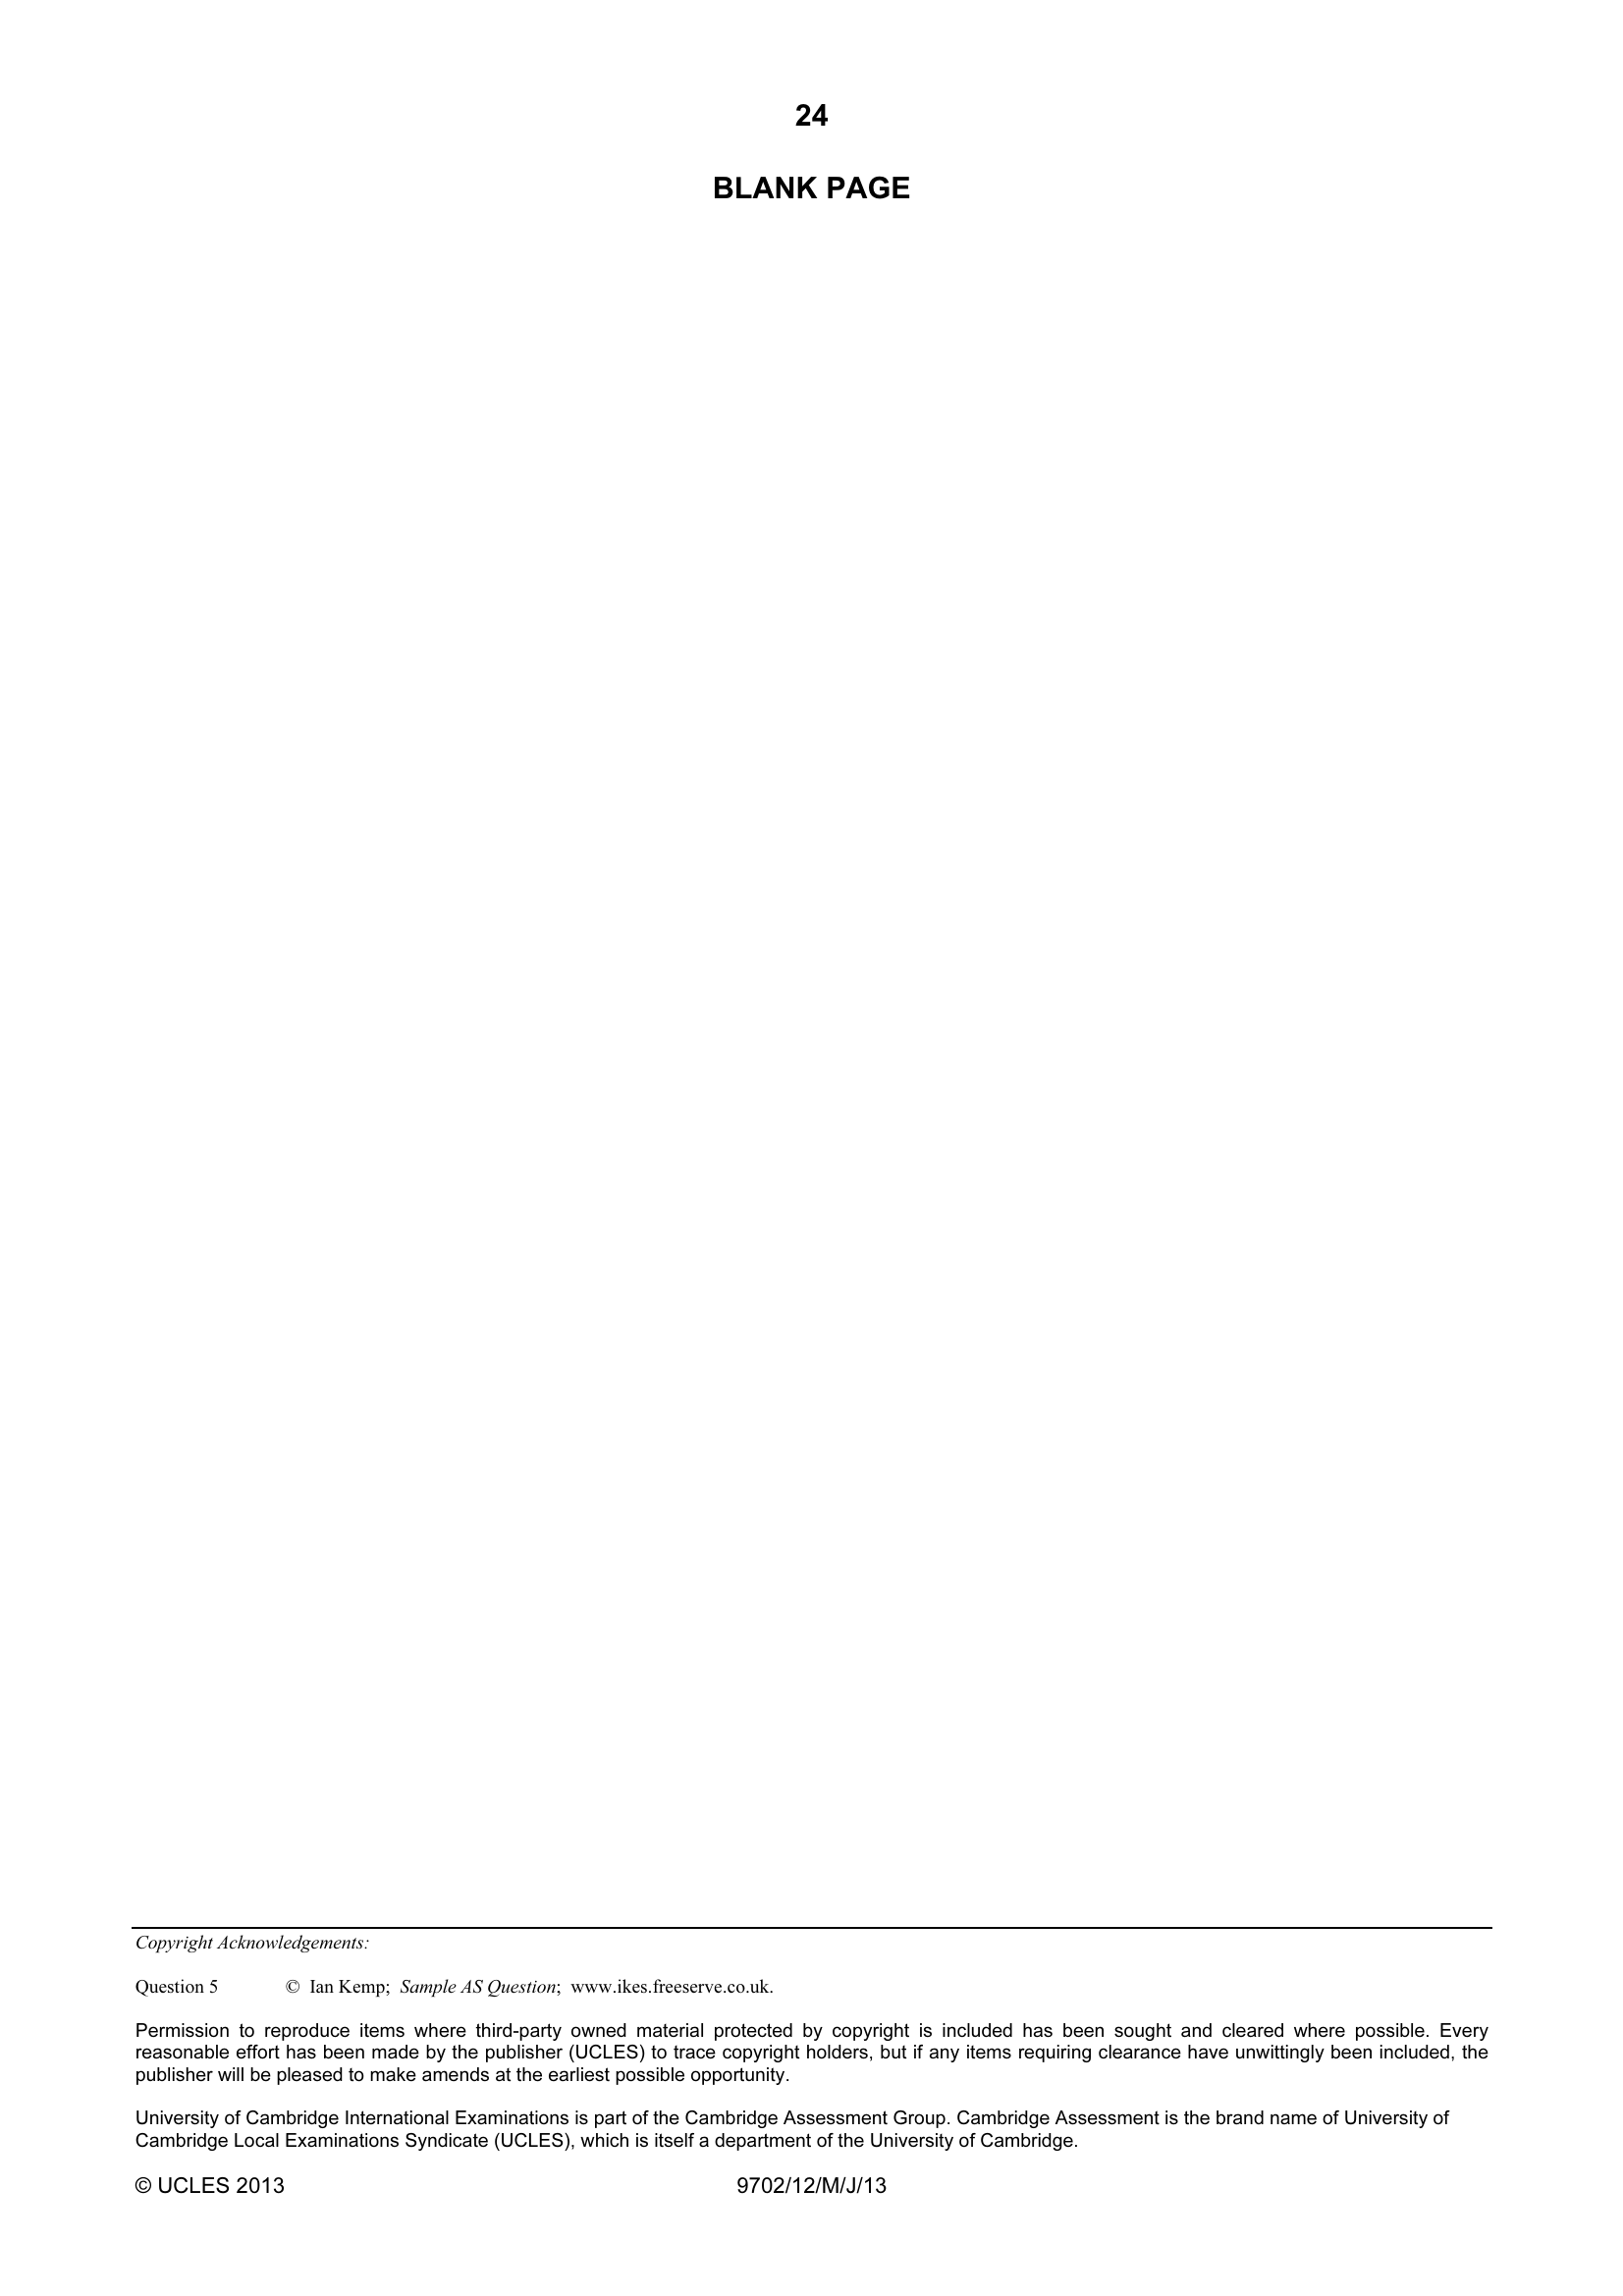 24
BLANK PAGE
Copyright Acknowledgements:
Question 5 © Ian Kemp; Sample AS Question; www.ikes.freeserve.co.uk.
Permission to reproduce items where third-party owned material protected by copyright is included has been sought and cleared where possible. Every
reasonable effort has been made by the publisher (UCLES) to trace copyright holders, but if any items requiring clearance have unwittingly been included, the
publisher will be pleased to make amends at the earliest possible opportunity.
University of Cambridge International Examinations is part of the Cambridge Assessment Group. Cambridge Assessment is the brand name of University of
Cambridge Local Examinations Syndicate (UCLES), which is itself a department of the University of Cambridge.
© UCLES 2013 9702/12/M/J/13